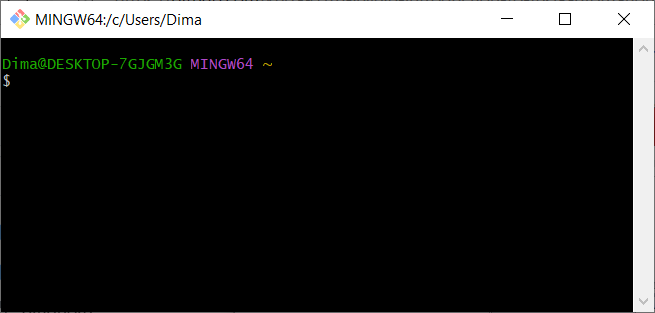 MINGW64:/c/Users/Dima
Dima@DESKTOP-7GJGM3G MINGW64 ~
$